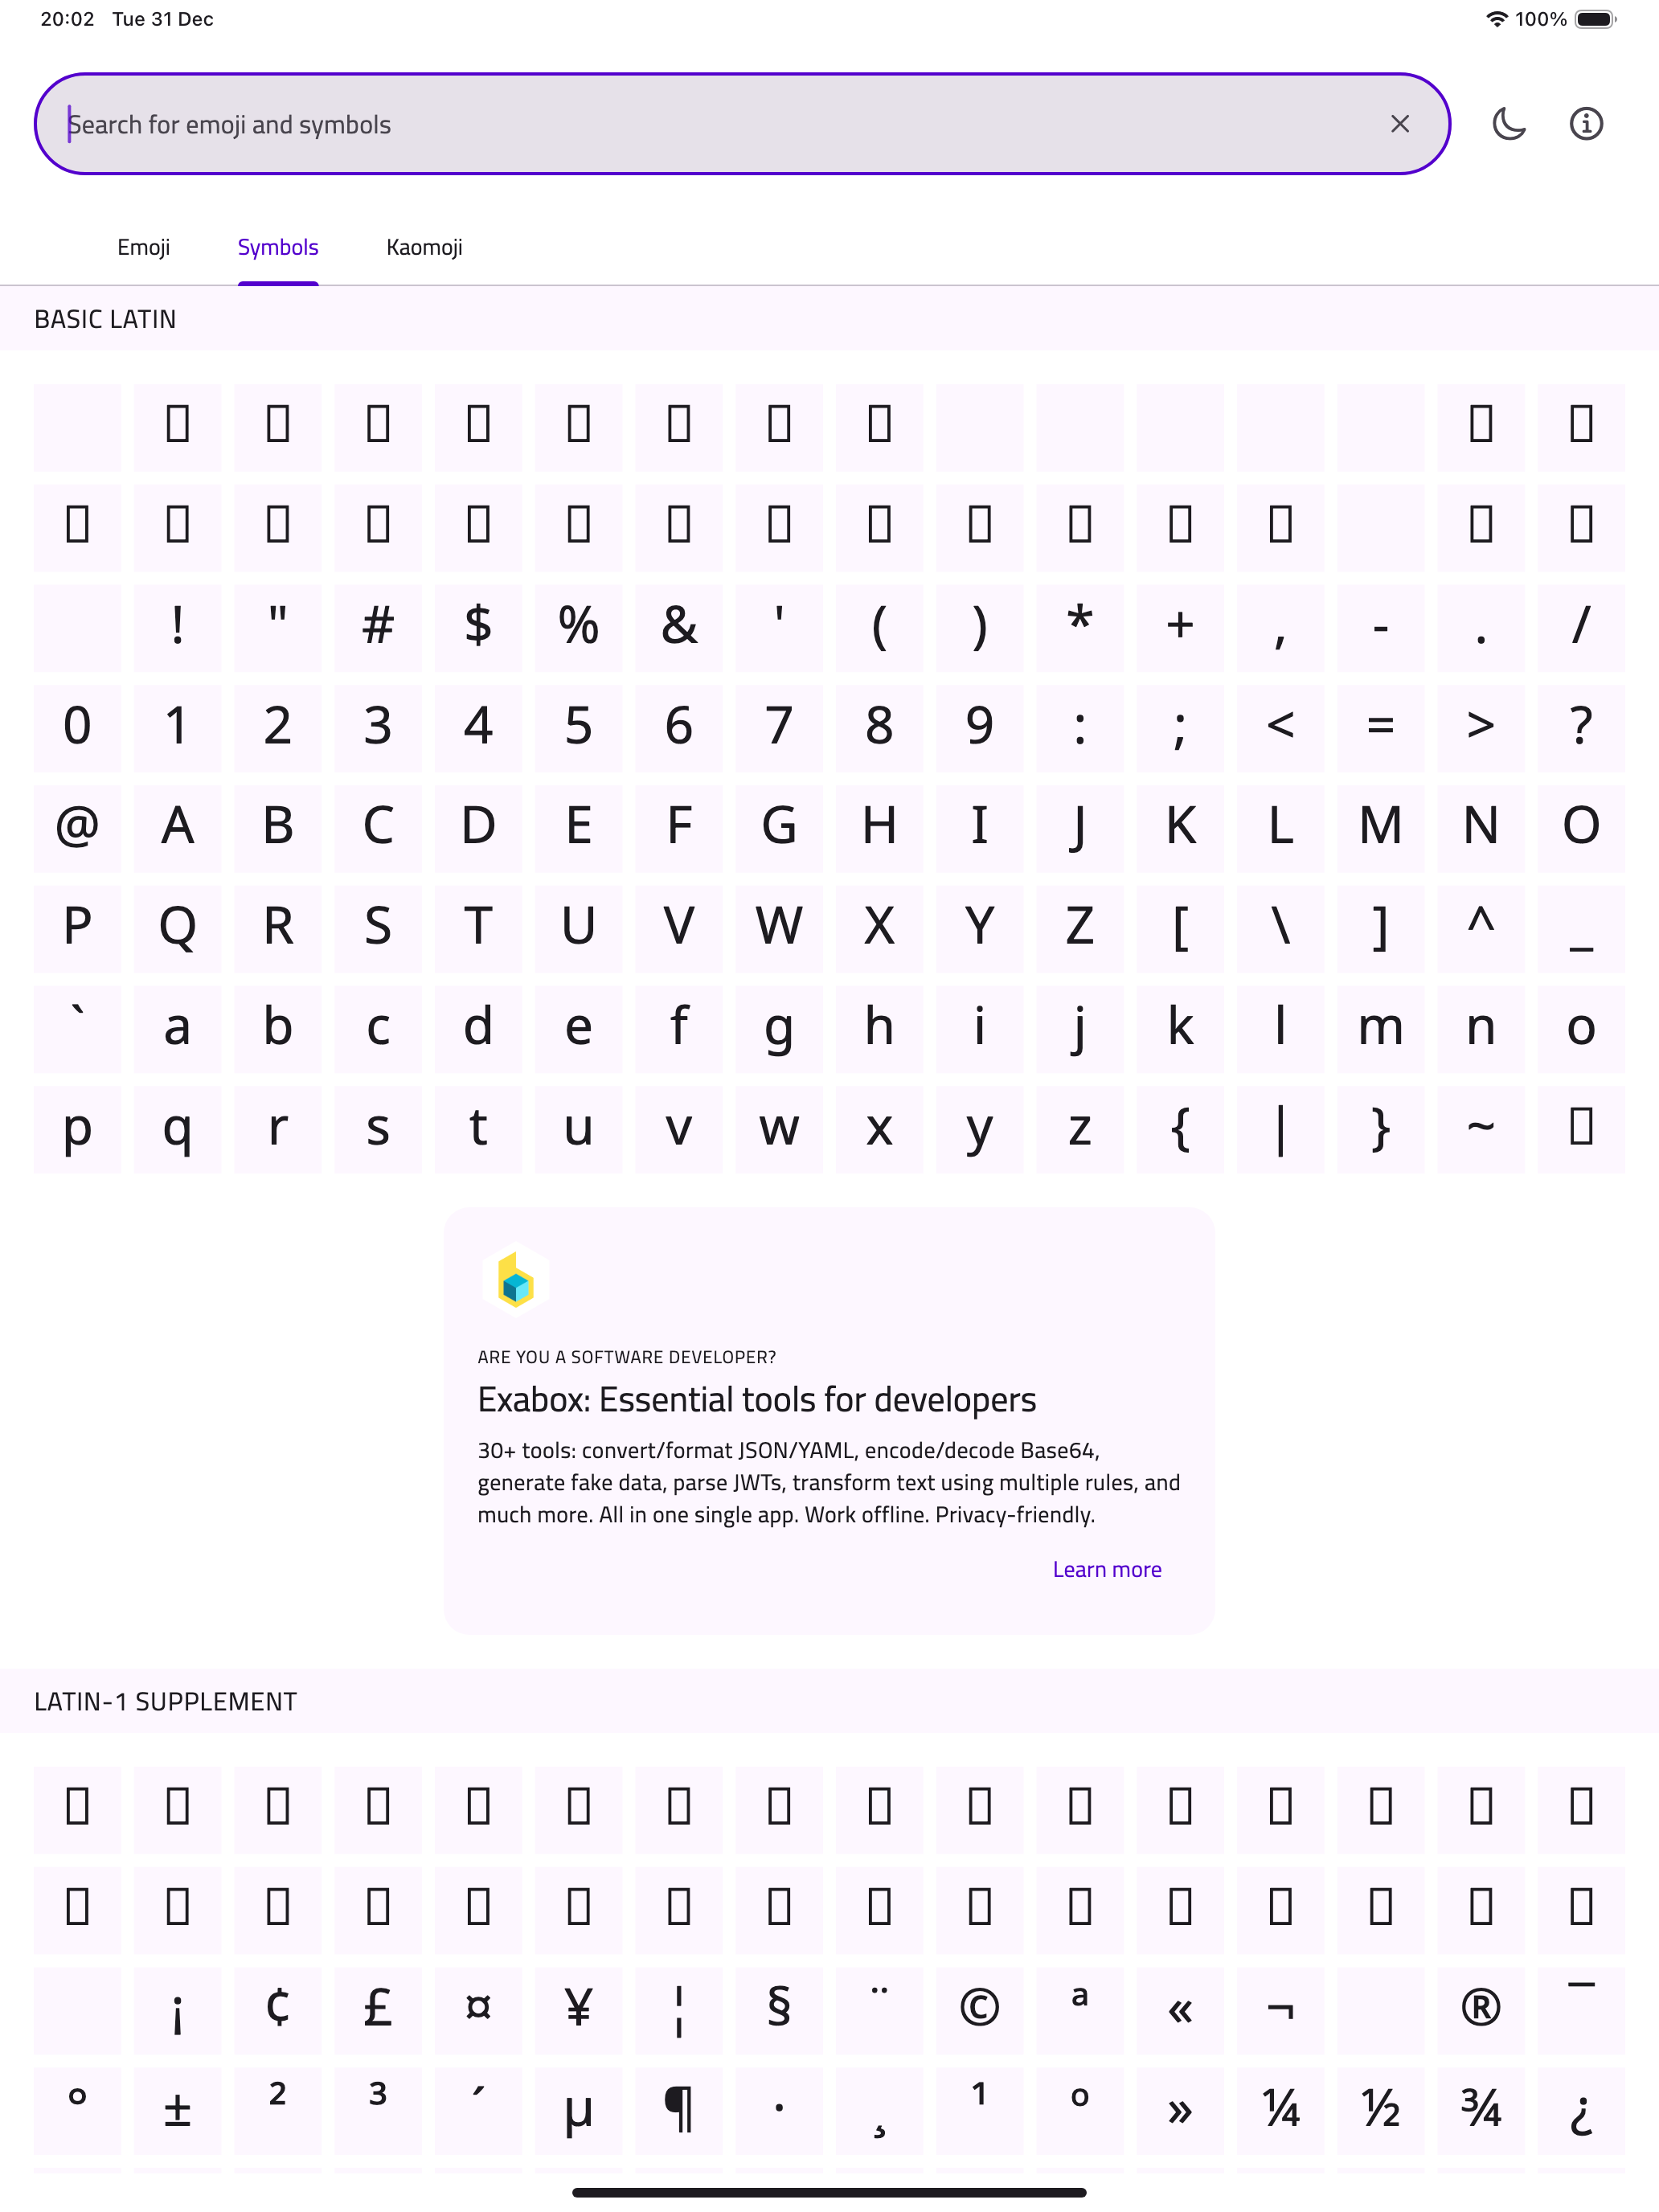 20:02 Tue 31 Dec 100%
Search for emoji and symbols
Emoji Symbols Kaomoji
BASIC LATIN
! " # $ % & ' ( ) * + , - . /
0 1 2 3 4 5 6 7 8 9 : ; < = > ?
@ A B C D E F G H I J K L M N O
P Q R S T U V W X Y Z [ \ ] ^ _
` a b c d e f g h i j k l m n o
p q r s t u v w x y z { | } ~
ARE YOU A SOFTWARE DEVELOPER?
Exabox: Essential tools for developers
30+ tools: convert/format JSON/YAML, encode/decode Base64,
generate fake data, parse JWTs, transform text using multiple rules, and
much more. All in one single app. Work offline. Privacy-friendly.
Learn more
LATIN-1 SUPPLEMENT
¡ ¢ £ ¤ ¥ ¦ § ¨ © ª « ¬ ® ¯
° ± ² ³ ´ µ ¶ · ¸ ¹ º » ¼ ½ ¾ ¿